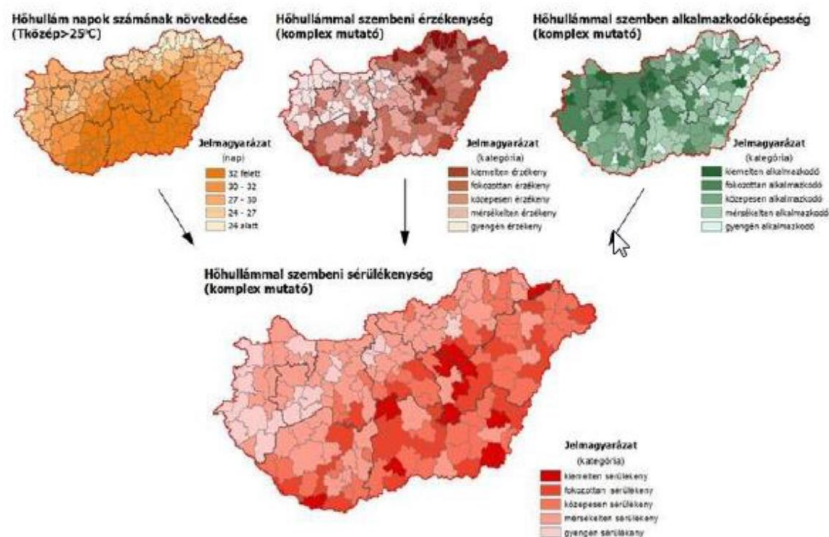 Hőhullám napok számának növekedése
(Tközép>25°C)
Jelmagyarázat
(nap)
32 felett
30 - 32
27 - 30
24 - 27
24 alatt
Hőhullámmal szembeni érzékenység
(komplex mutató)
Jelmagyarázat
(kategória)
kiemelten érzékeny
fokozottan érzékeny
közepesen érzékeny
mérsékelten érzékeny
gyengén érzékeny
Hőhullámmal szemben alkalmazkodóképesség
(komplex mutató)
Jelmagyarázat
(kategória)
kiemelten alkalmazkodó
fokozottan alkalmazkodó
közepesen alkalmazkodó
mérsékelten alkalmazkodó
gyengén alkalmazkodó
Hőhullámmal szembeni sérülékenység
(komplex mutató)
Jelmagyarázat
(kategória)
kiemelten sérülékeny
fokozottan sérülékeny
közepesen sérülékeny
mérsékelten sérülékeny
gyengén sérülékeny